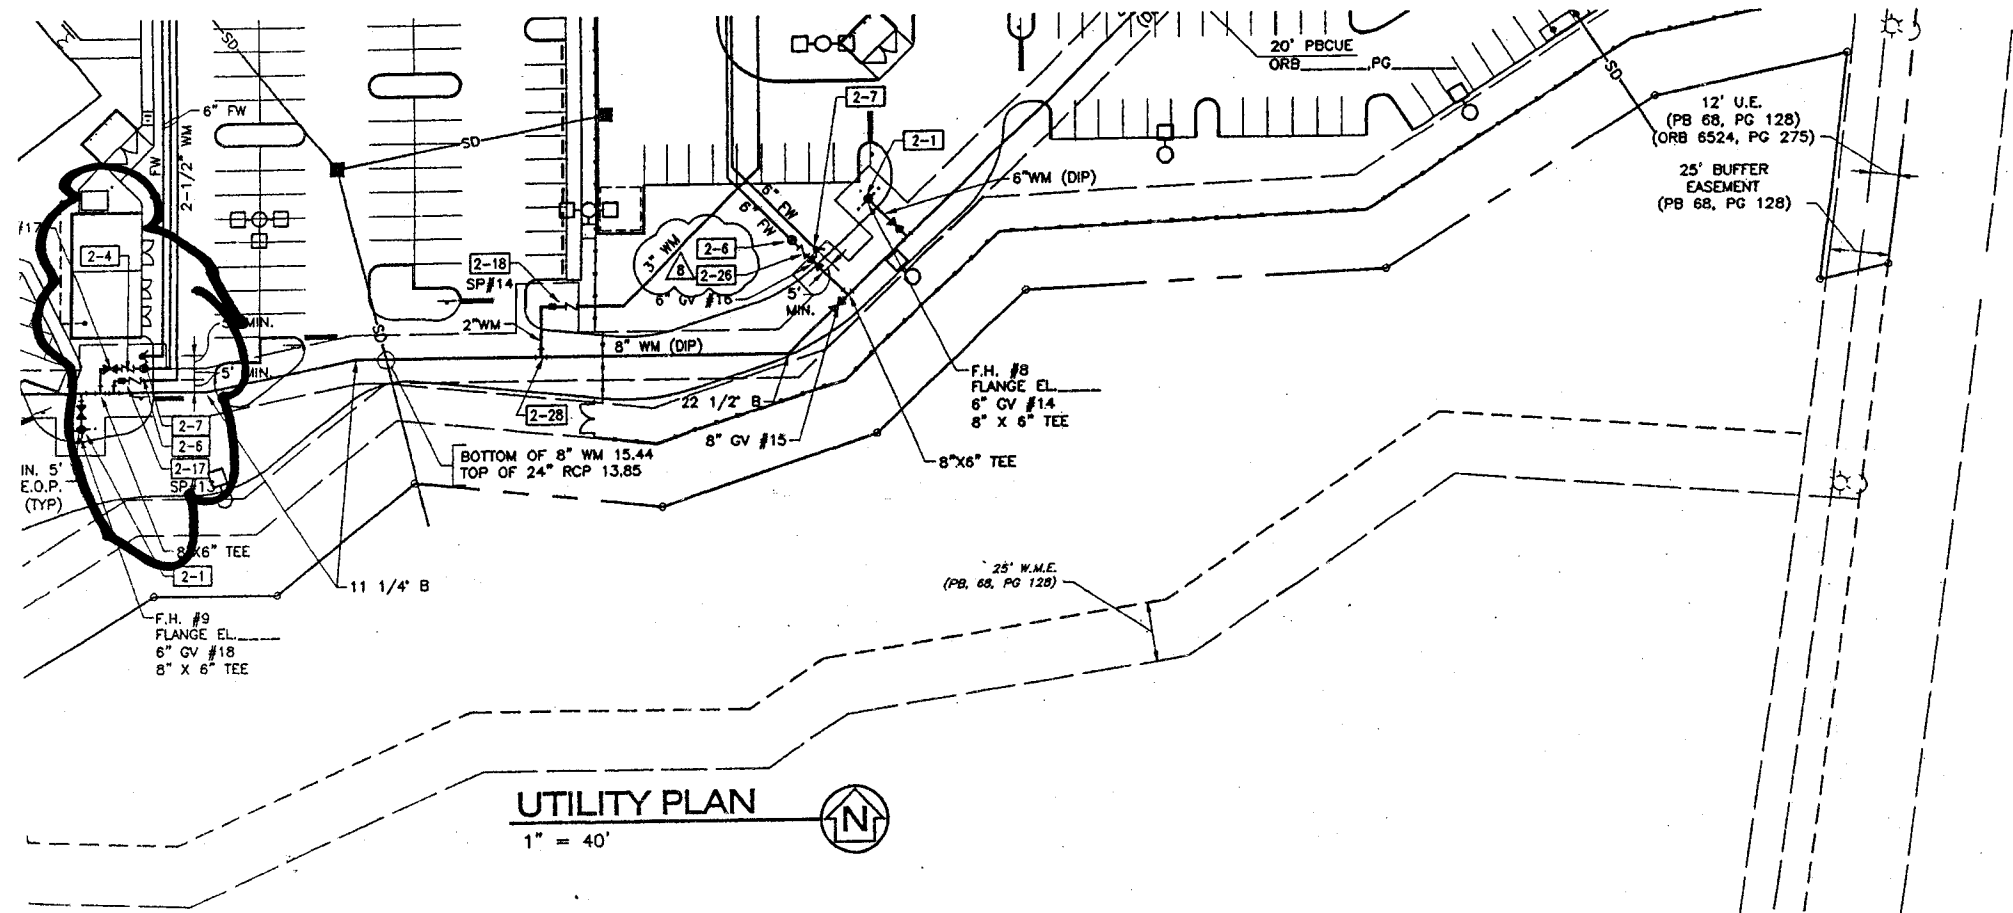 SD
6" FW
2-1/2" WM
FW
2-4
5' MIN.
2-7
2-6
2-17
SP#13
IN. 5'
E.O.P.
(TYP)
8"X6" TEE
2-1
F.H. #9
FLANGE EL.____
6" GV #18
8" X 6" TEE
11 1/4° B
SD
SD
2-18
SP#14
2"WM
2-28
8" WM (DIP)
BOTTOM OF 8" WM 15.44
TOP OF 24" RCP 13.85
3" WM
8
2-6
2-26
6" GV #16
6" FW
6" FW
5'
MIN.
2-7
2-1
6"WM (DIP)
22 1/2° B
8" GV #15
8"X6" TEE
F.H. #8
FLANGE EL.____
6" GV #14
8" X 6" TEE
20' PBCUE
ORB______,PG______
SD
12' U.E.
(PB 68, PG 128)
(ORB 6524, PG 275)
25' BUFFER
EASEMENT
(PB 68, PG 128)
25' W.M.E.
(PB, 68, PG 128)
UTILITY PLAN
1" = 40'
N